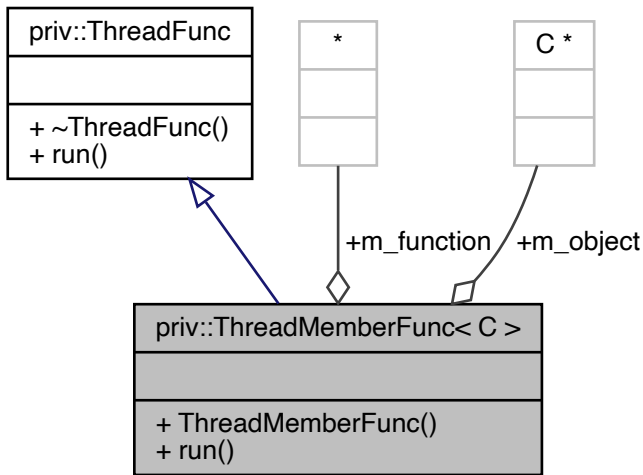 priv::ThreadFunc
+ ~ThreadFunc()
+ run()
*
C *
+m_function
+m_object
priv::ThreadMemberFunc< C >
+ ThreadMemberFunc()
+ run()